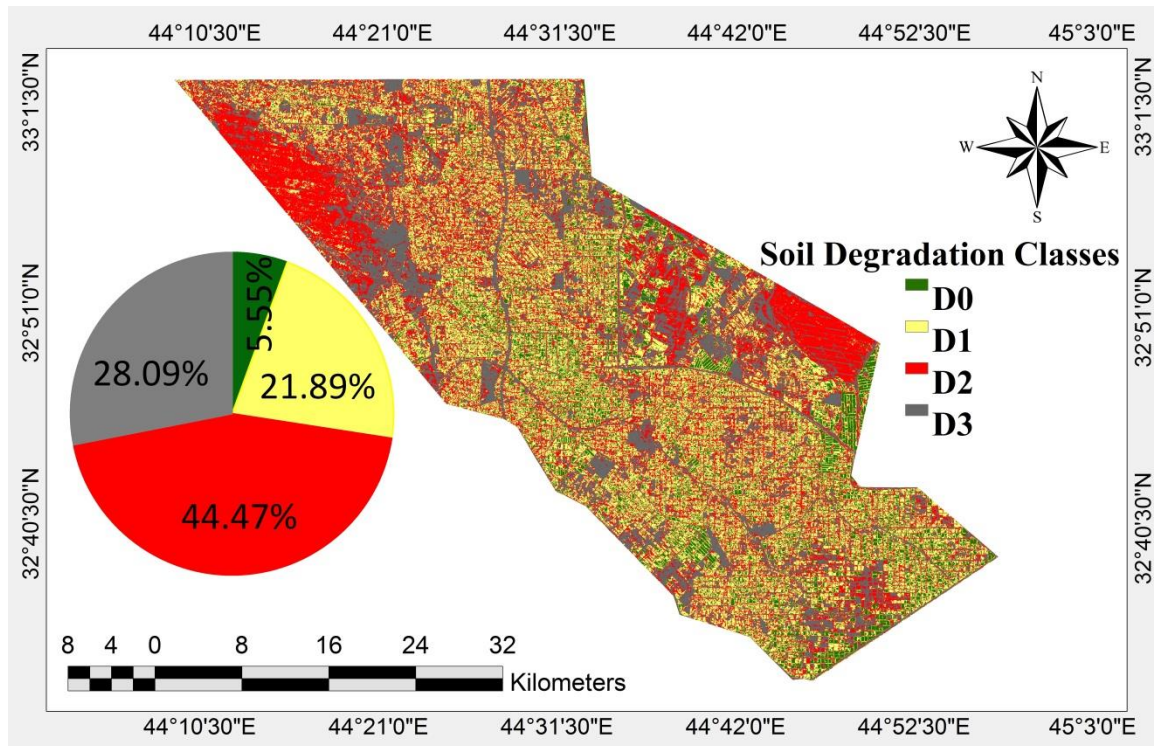 44°10'30"E 44°21'0"E 44°31'30"E 44°42'0"E 44°52'30"E 45°3'0"E
33°1'30"N
33°1'30"N
N
W E
S
Soil Degradation Classes
D0
D1
D2
D3
32°51'0"N
32°51'0"N
5.55%
28.09%
21.89%
44.47%
32°40'30"N
32°40'30"N
8 4 0 8 16 24 32
Kilometers
44°10'30"E 44°21'0"E 44°31'30"E 44°42'0"E 44°52'30"E 45°3'0"E